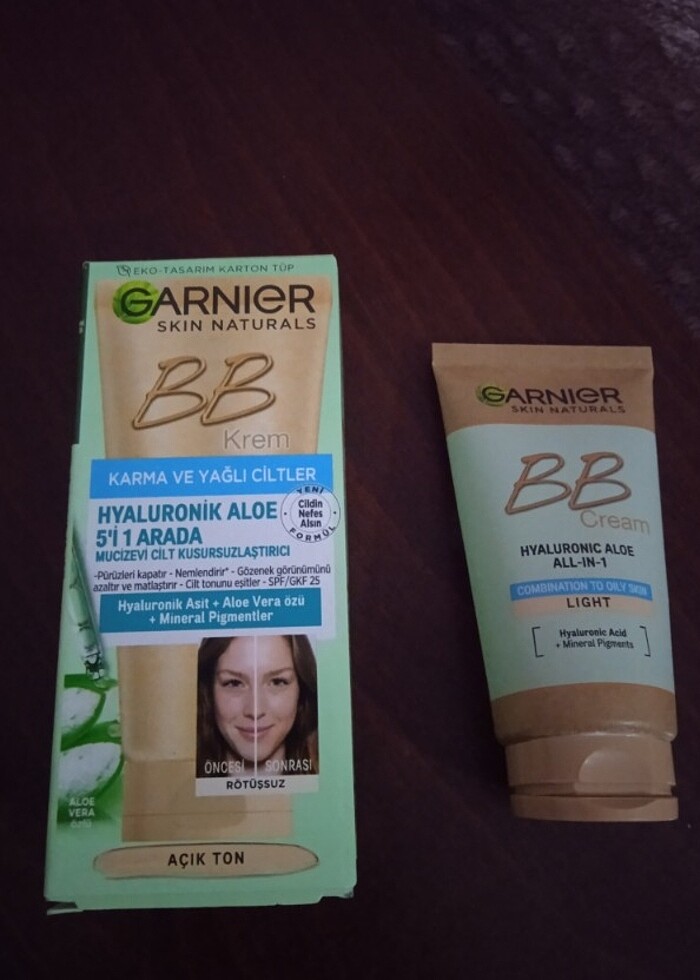 EKO-TASARIM KARTON TÜP
GARNIER
SKIN NATURALS
BB
Krem
KARMA VE YAĞLI CİLTLER
HYALURONİK ALOE
5'İ 1 ARADA
MUCİZEVİ CİLT KUSURSUZLAŞTIRICI
YENİ
Cildin
Nefes
Alsın
FORMÜL
-Pürüzleri kapatır - Nemlendirir* - Gözenek görünümünü
azaltır ve matlaştırır - Cilt tonunu eşitler - SPF/GKF 25
Hyaluronik Asit + Aloe Vera özü
+ Mineral Pigmentler
ÖNCESİ SONRASI
RÖTÜŞSUZ
ALOE
VERA
ÖZÜ
AÇIK TON
GARNIER
SKIN NATURALS
BB
Cream
HYALURONIC ALOE
ALL-IN-1
COMBINATION TO OILY SKIN
LIGHT
Hyaluronic Acid
+ Mineral Pigments